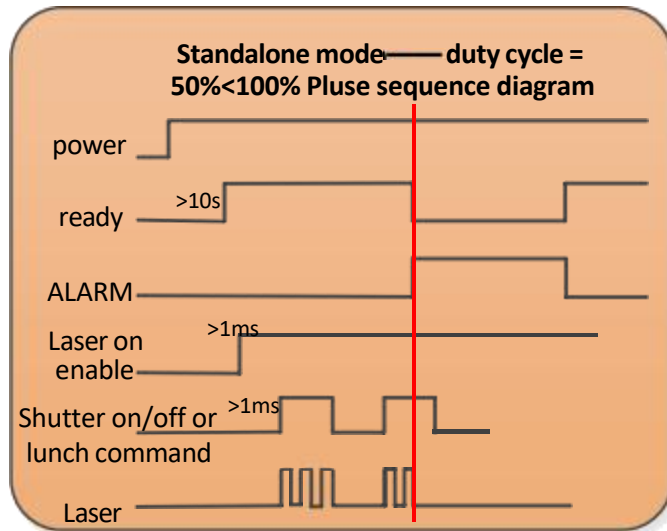 Standalone mode—— duty cycle =
50%<100% Pluse sequence diagram
power
>10s
ready
ALARM
>1ms
Laser on
enable
>1ms
Shutter on/off or
lunch command
Laser